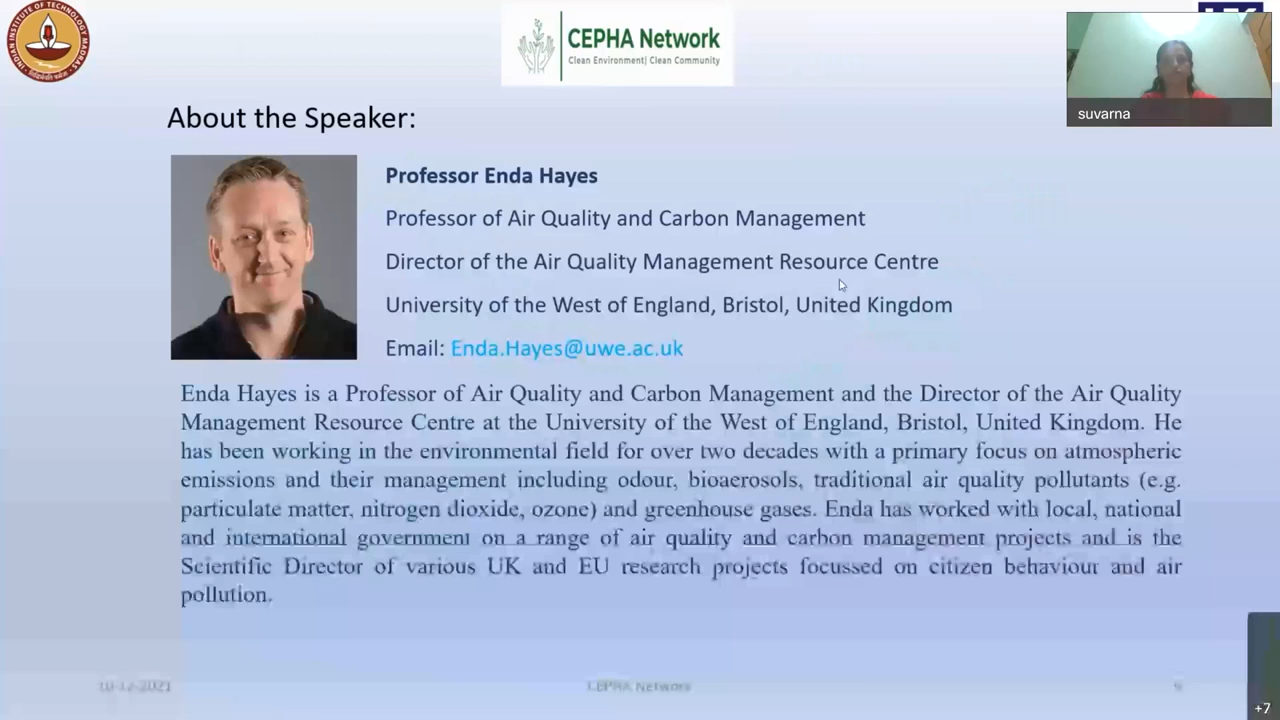 INDIAN INSTITUTE OF TECHNOLOGY MADRAS
CEPHA Network
Clean Environment| Clean Community
suvarna
About the Speaker:
Professor Enda Hayes
Professor of Air Quality and Carbon Management
Director of the Air Quality Management Resource Centre
University of the West of England, Bristol, United Kingdom
Email: Enda.Hayes@uwe.ac.uk
Enda Hayes is a Professor of Air Quality and Carbon Management and the Director of the Air Quality
Management Resource Centre at the University of the West of England, Bristol, United Kingdom. He
has been working in the environmental field for over two decades with a primary focus on atmospheric
emissions and their management including odour, bioaerosols, traditional air quality pollutants (e.g.
particulate matter, nitrogen dioxide, ozone) and greenhouse gases. Enda has worked with local, national
and international government on a range of air quality and carbon management projects and is the
Scientific Director of various UK and EU research projects focussed on citizen behaviour and air
pollution.
10-12-2021
CEPHA Network
9
+7